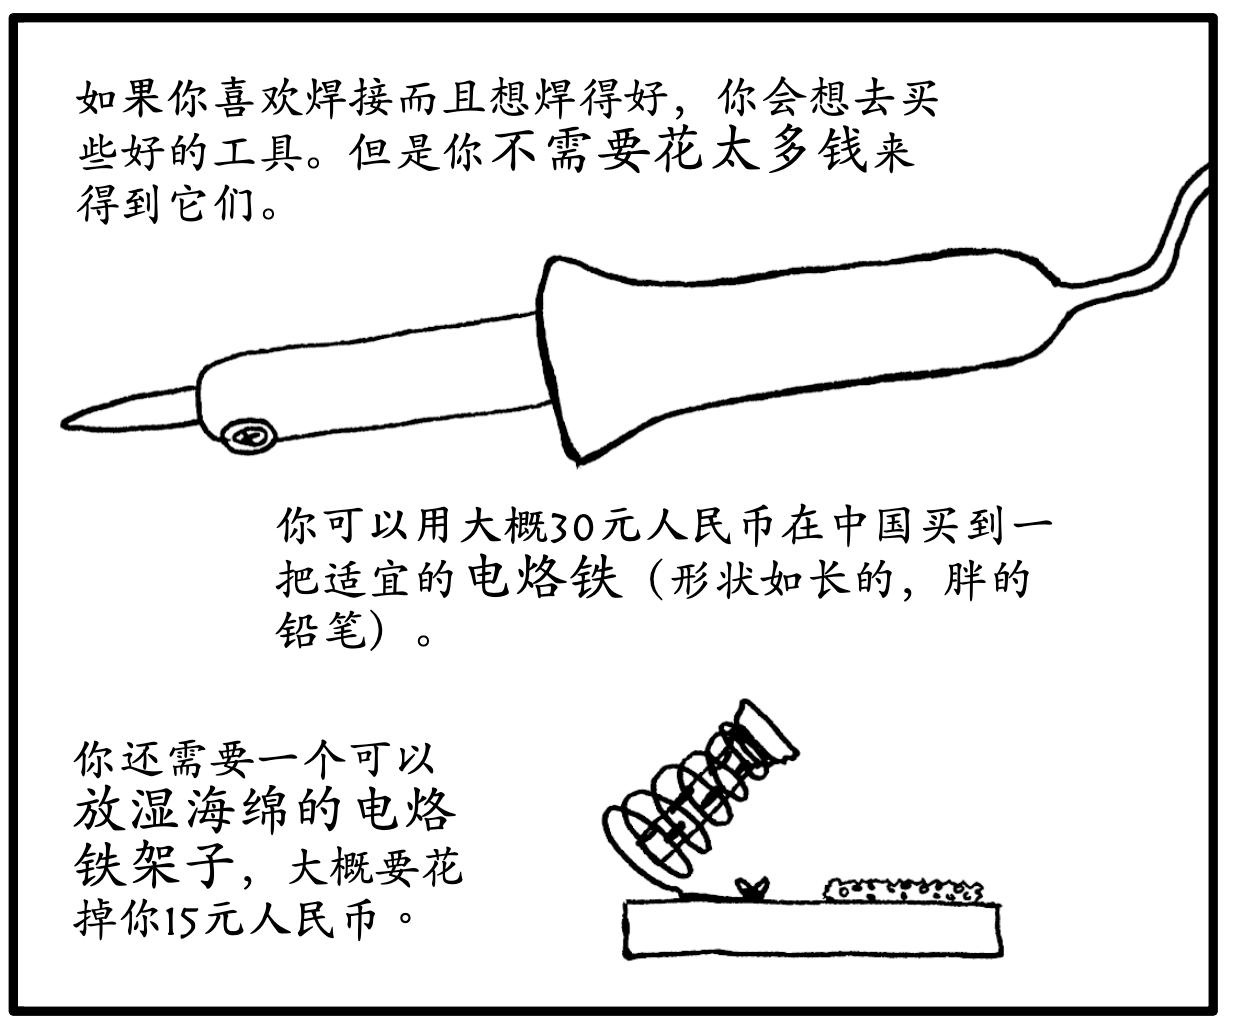 如果你喜欢焊接而且想焊得好，你会想去买
些好的工具。但是你不需要花太多钱来
得到它们。
你可以用大概30元人民币在中国买到一
把适宜的电烙铁（形状如长的，胖的
铅笔）。
你还需要一个可以
放湿海绵的电烙
铁架子，大概要花
掉你15元人民币。